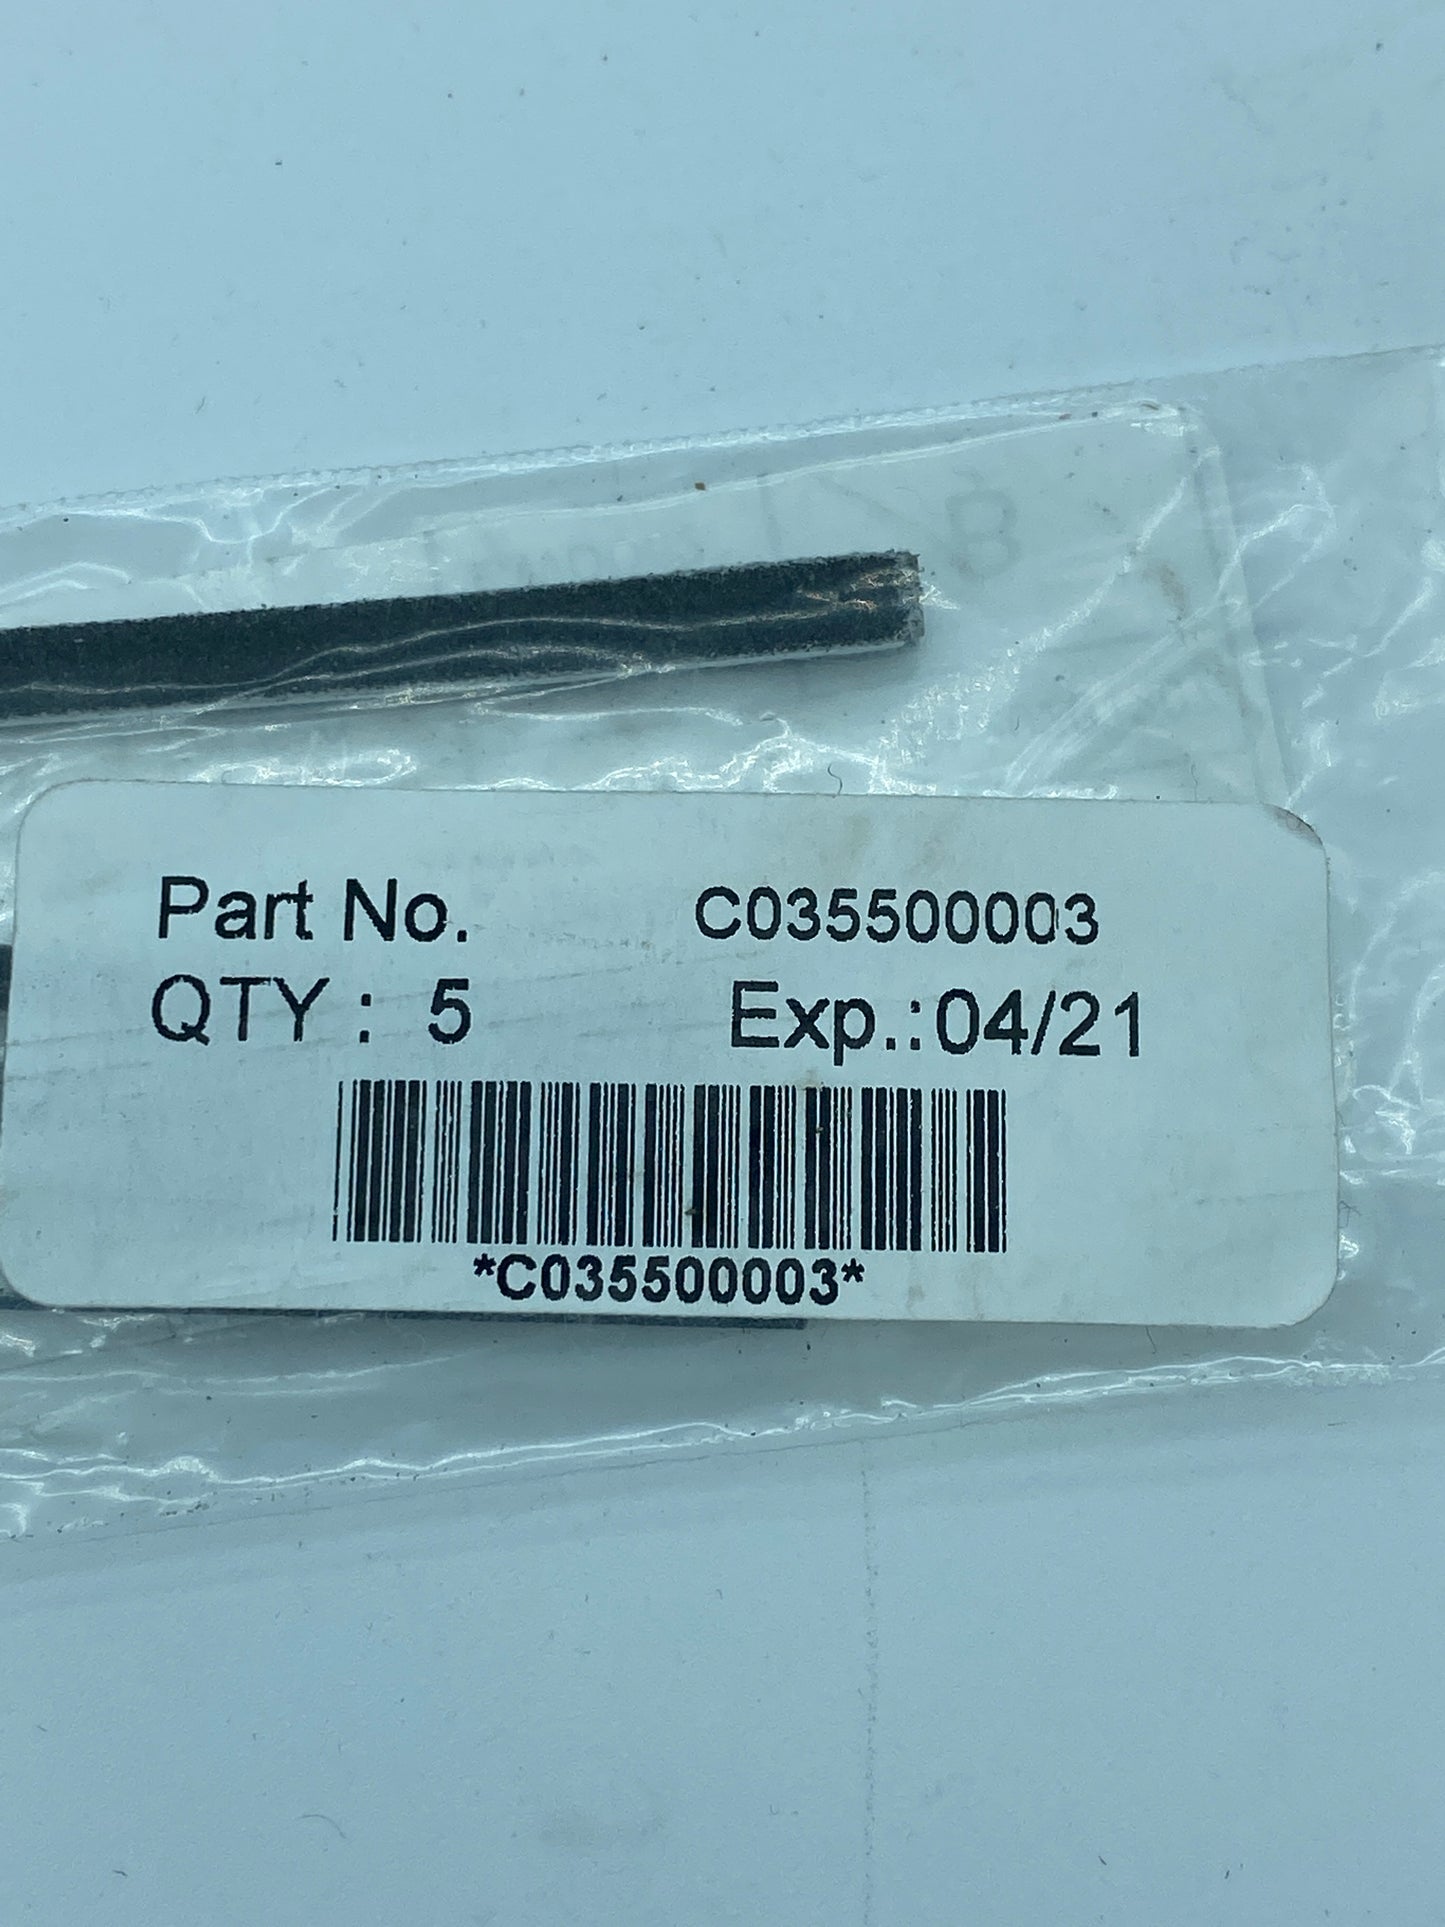 B
Part No. C035500003
QTY : 5 Exp.:04/21
*C035500003*